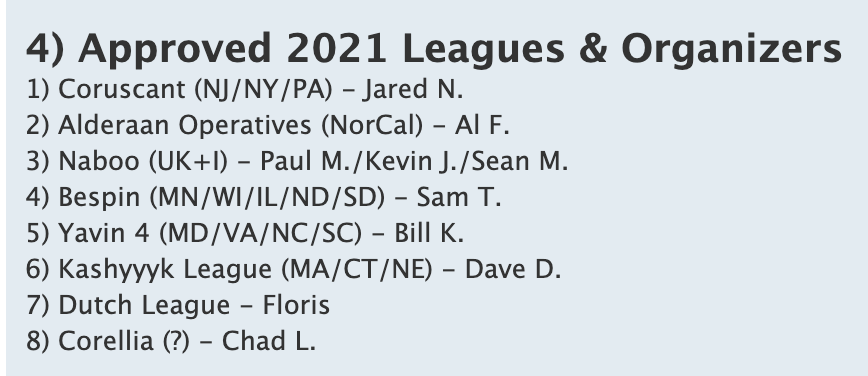 4) Approved 2021 Leagues & Organizers
1) Coruscant (NJ/NY/PA) – Jared N.
2) Alderaan Operatives (NorCal) – Al F.
3) Naboo (UK+I) – Paul M./Kevin J./Sean M.
4) Bespin (MN/WI/IL/ND/SD) – Sam T.
5) Yavin 4 (MD/VA/NC/SC) – Bill K.
6) Kashyyyk League (MA/CT/NE) – Dave D.
7) Dutch League – Floris
8) Corellia (?) – Chad L.